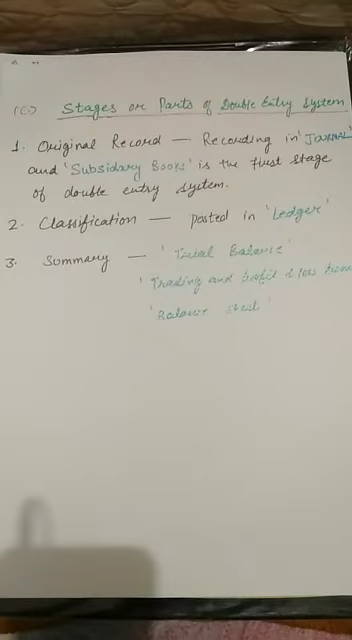 (C) Stages or Parts of Double Entry System
1. Original Record — Recording in 'Journal'
and 'Subsidary Books' is the first stage
of double entry system.
2. Classification — posted in 'Ledger'
3. Summary — 'Trial Balance'
'Trading and profit & loss
'Balance sheet'